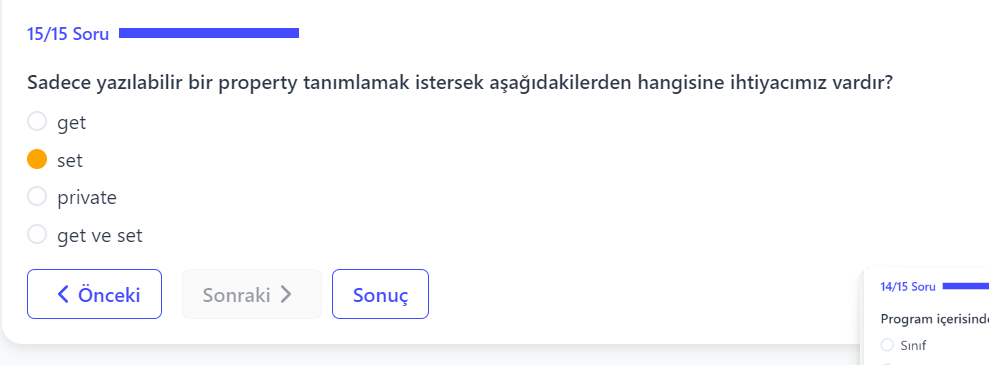 15/15 Soru
Sadece yazılabilir bir property tanımlamak istersek aşağıdakilerden hangisine ihtiyacımız vardır?
get
set
private
get ve set
Önceki
Sonraki
Sonuç
14/15 Soru
Program
Sınıf